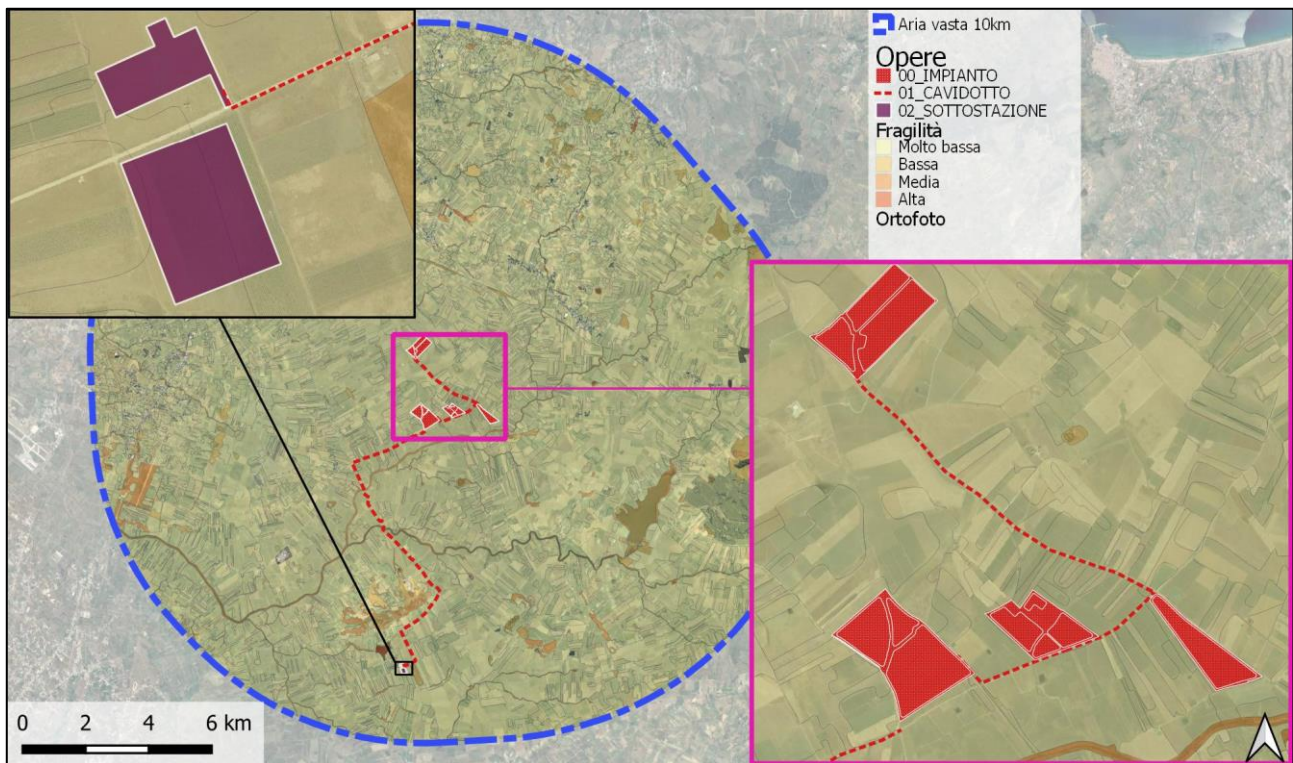 Aria vasta 10km
Opere
00_IMPIANTO
01_CAVIDOTTO
02_SOTTOSTAZIONE
Fragilità
Molto bassa
Bassa
Media
Alta
Ortofoto
0 2 4 6 km